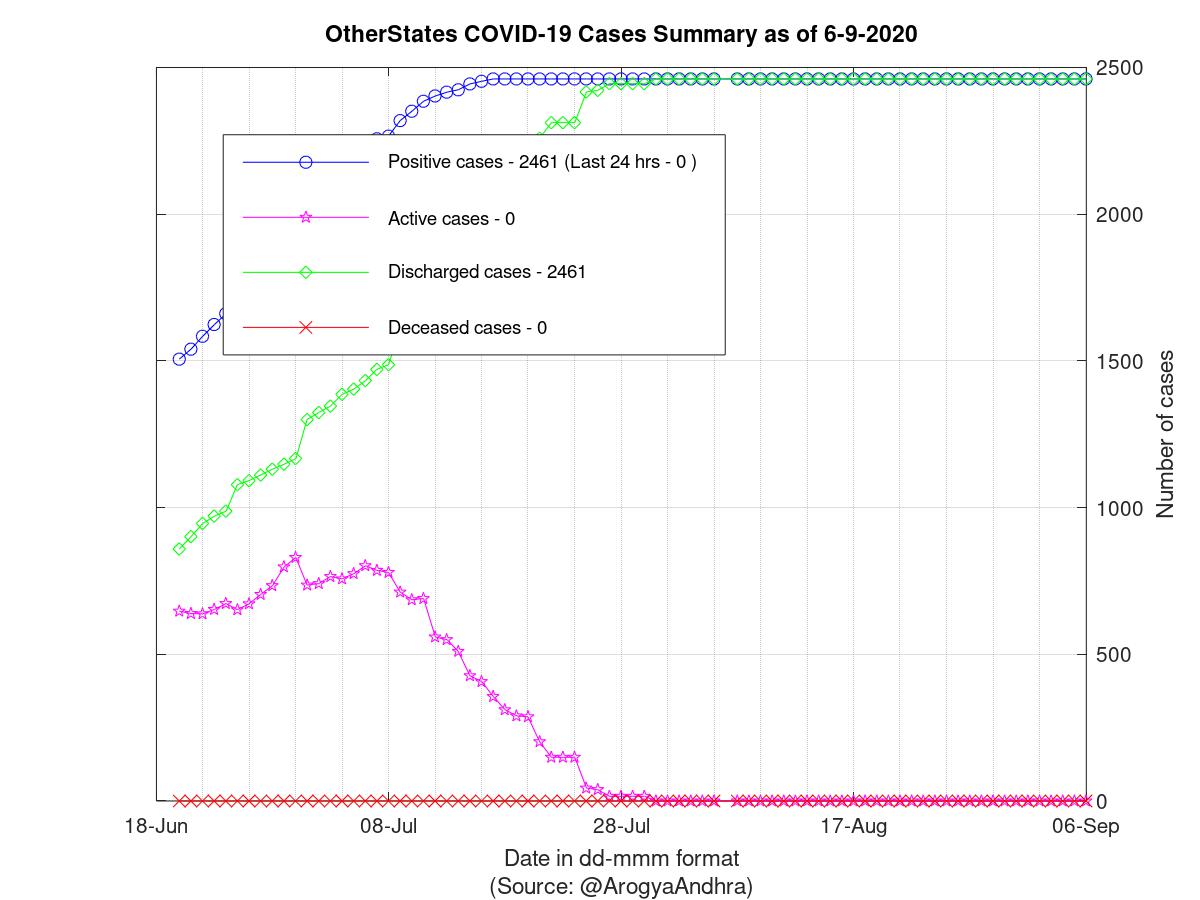 OtherStates COVID-19 Cases Summary as of 6-9-2020
2500
Positive cases - 2461 (Last 24 hrs - 0 )
Active cases - 0
2000
Discharged cases - 2461
Deceased cases - 0
1500
Number of cases
1000
500
0
18-Jun 08-Jul 28-Jul 17-Aug 06-Sep
Date in dd-mmm format
(Source: @ArogyaAndhra)